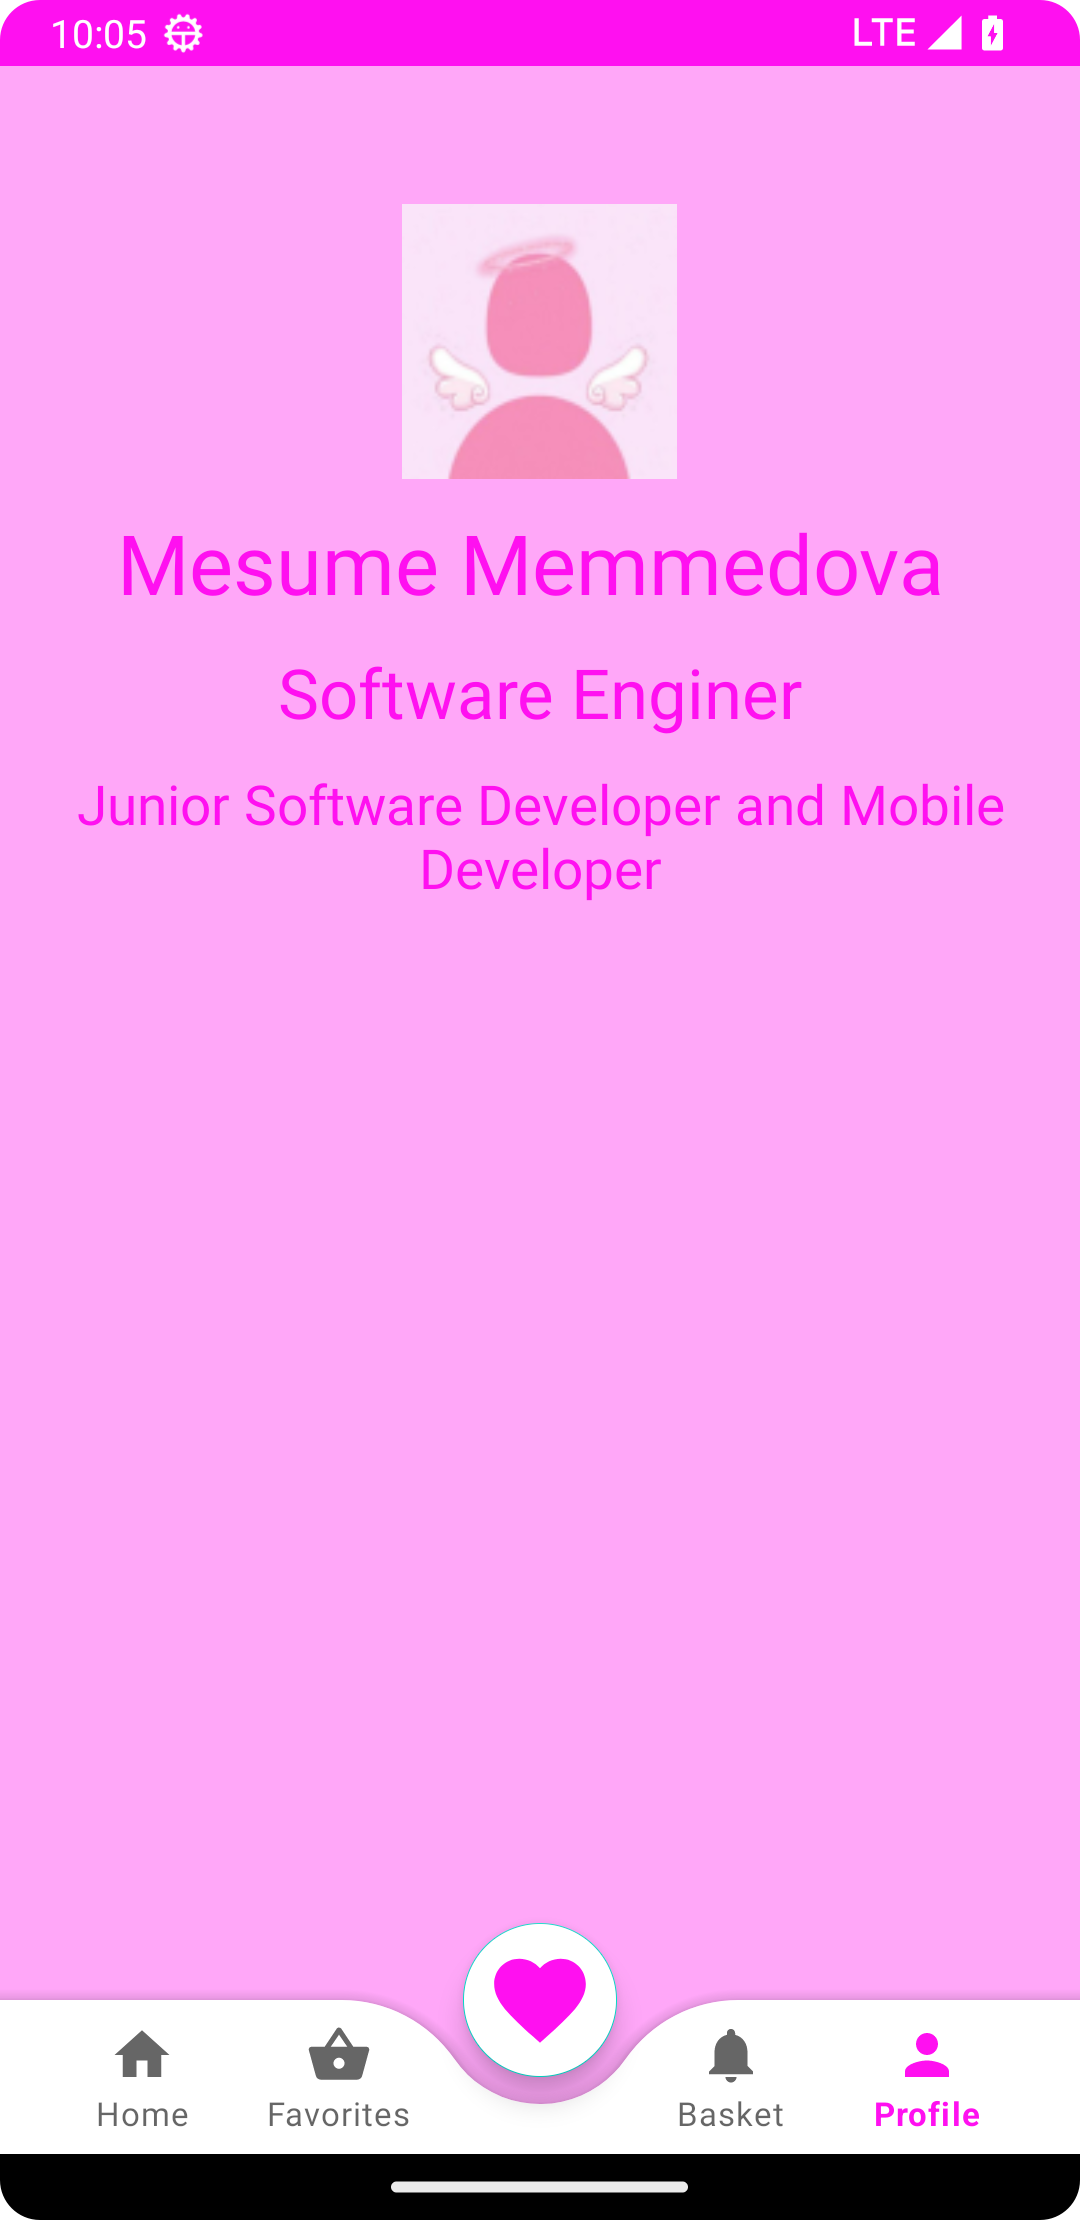 10:05 LTE
Mesume Memmedova
Software Enginer
Junior Software Developer and Mobile
Developer
Home Favorites Basket Profile